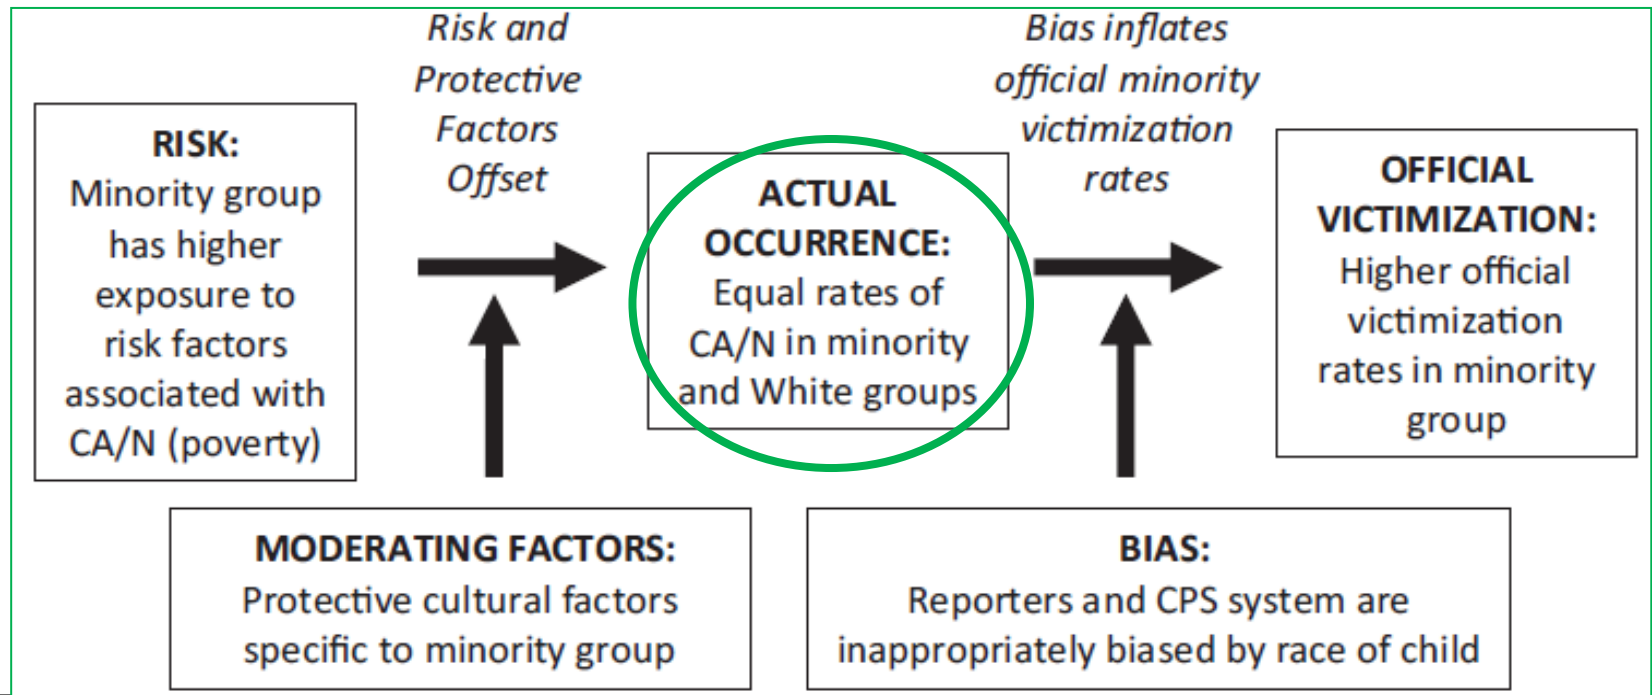 Risk and
Protective
Factors
Offset
Bias inflates
official minority
victimization
rates
RISK:
Minority group
has higher
exposure to
risk factors
associated with
CA/N (poverty)
ACTUAL
OCCURRENCE:
Equal rates of
CA/N in minority
and White groups
OFFICIAL
VICTIMIZATION:
Higher official
victimization
rates in minority
group
MODERATING FACTORS:
Protective cultural factors
specific to minority group
BIAS:
Reporters and CPS system are
inappropriately biased by race of child